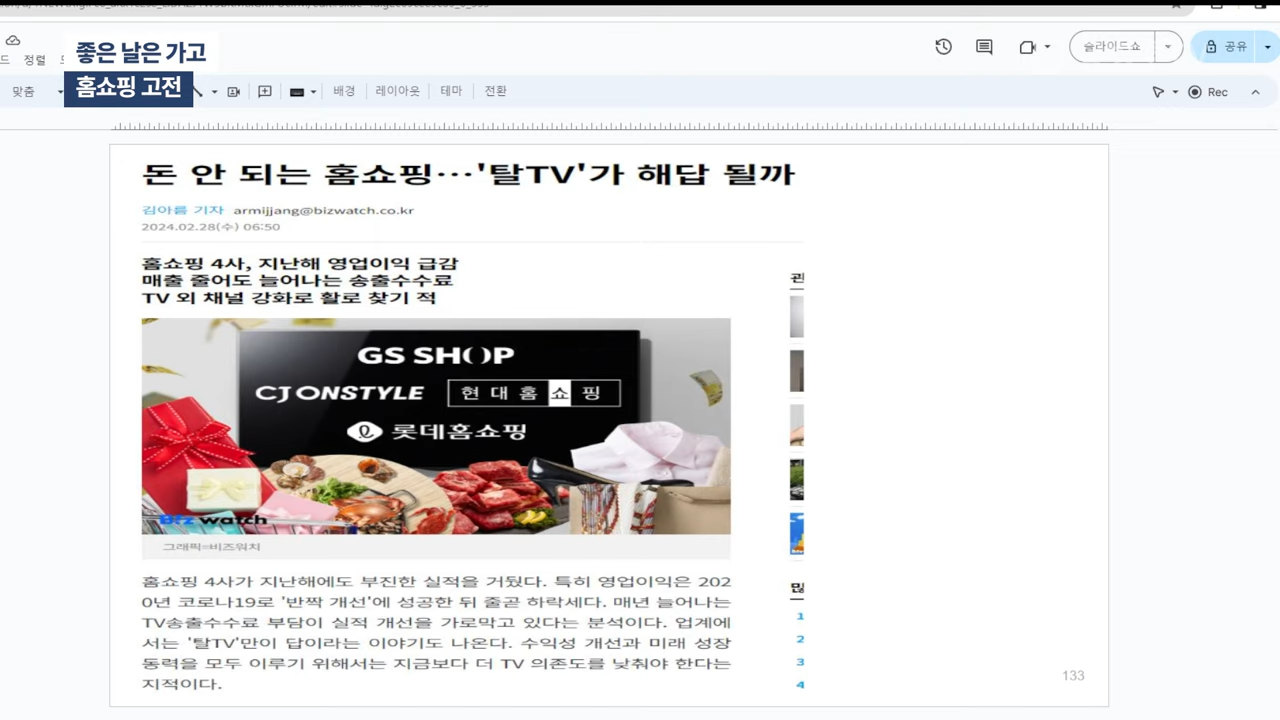 정렬
좋은 날은 가고
홈쇼핑 고전
슬라이드쇼
공유
맞춤
배경
레이아웃
테마
전환
Rec
돈 안 되는 홈쇼핑…'탈TV'가 해답 될까
김아름 기자 armijjang@bizwatch.co.kr
2024.02.28(수) 06:50
홈쇼핑 4사, 지난해 영업이익 급감
매출 줄어도 늘어나는 송출수수료
TV 외 채널 강화로 활로 찾기 적
관
GS SHOP
CJ ONSTYLE
현대홈쇼핑
롯데홈쇼핑
Biz watch
그래픽=비즈워치
홈쇼핑 4사가 지난해에도 부진한 실적을 거뒀다. 특히 영업이익은 202
0년 코로나19로 '반짝 개선'에 성공한 뒤 줄곧 하락세다. 매년 늘어나는
TV송출수수료 부담이 실적 개선을 가로막고 있다는 분석이다. 업계에
서는 '탈TV'만이 답이라는 이야기도 나온다. 수익성 개선과 미래 성장
동력을 모두 이루기 위해서는 지금보다 더 TV 의존도를 낮춰야 한다는
지적이다.
많
1
2
3
4
133